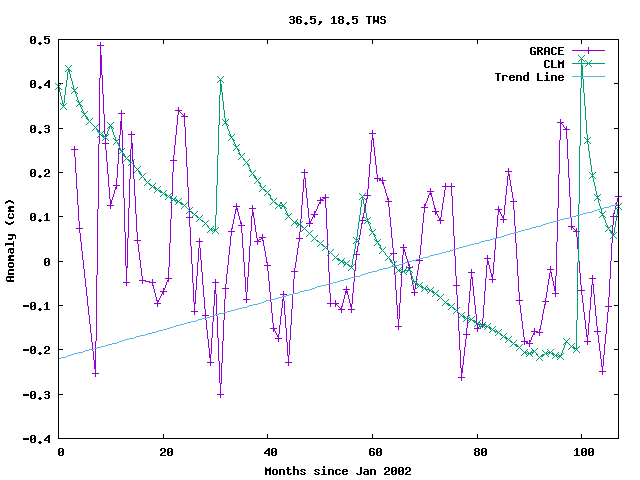 36.5, 18.5 TWS
GRACE
CLM
Trend Line
0.5
0.4
0.3
0.2
0.1
0
-0.1
-0.2
-0.3
-0.4
Anomaly (cm)
0 20 40 60 80 100
Months since Jan 2002